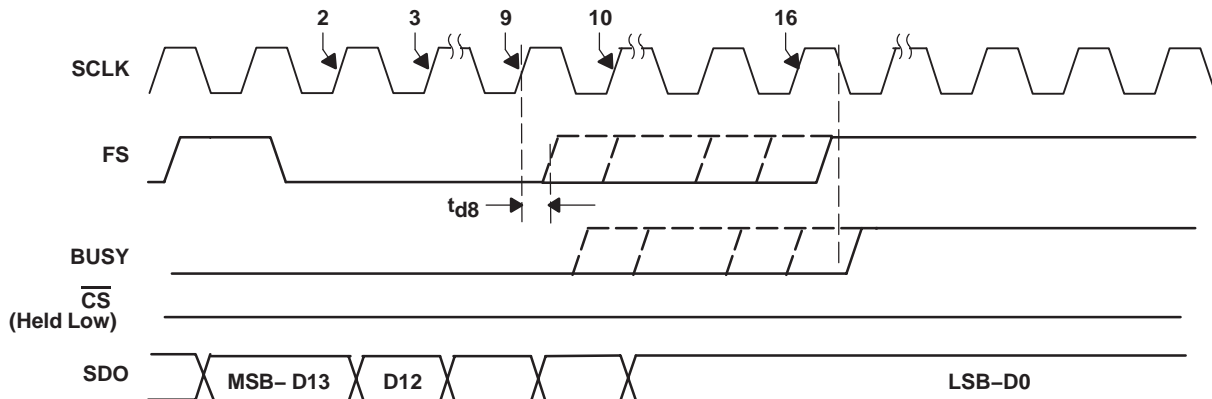 2 3 9 10 16
SCLK
FS
td8
BUSY
CS
(Held Low)
SDO MSB– D13 D12 LSB–D0